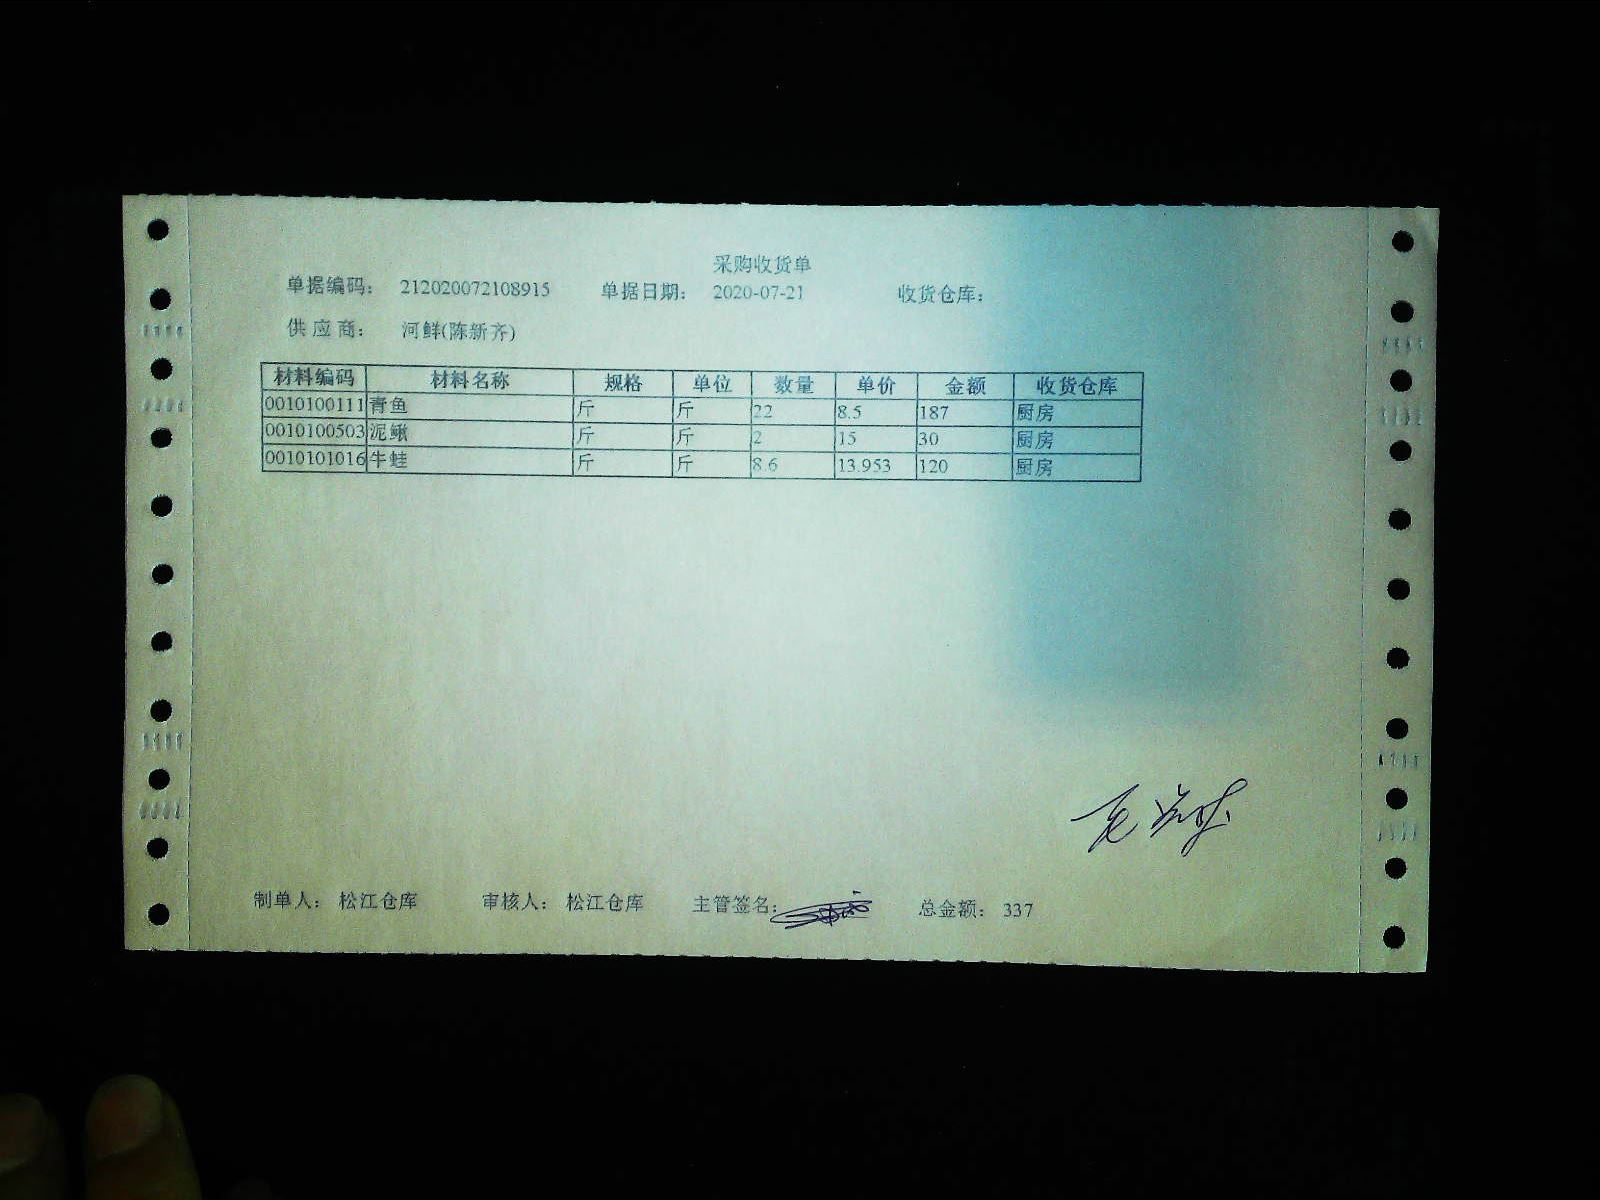 采购收货单
单据编码： 212020072108915 单据日期： 2020-07-21 收货仓库：
供应商： 河鲜(陈新齐)
材料编码 材料名称 规格 单位 数量 单价 金额 收货仓库
0010100111 青鱼 斤 斤 22 8.5 187 厨房
0010100503 泥鳅 斤 斤 2 15 30 厨房
0010101016 牛蛙 斤 斤 8.6 13.953 120 厨房
制单人： 松江仓库 审核人： 松江仓库 主管签名： 总金额： 337